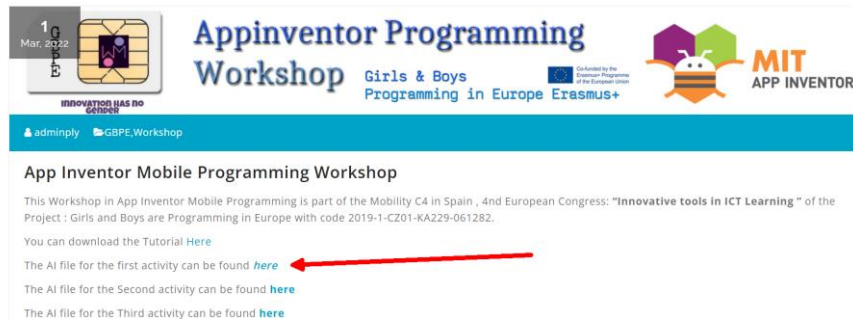 1
Mar, 2022
G
B
P
E
WM
INNOVATION HAS NO
GENDER
Appinventor Programming
Workshop
Girls & Boys
Programming in Europe Erasmus+
Co-funded by the
Erasmus+ Programme
of the European Union
MIT
APP INVENTOR
adminply GBPE,Workshop
App Inventor Mobile Programming Workshop
This Workshop in App Inventor Mobile Programming is part of the Mobility C4 in Spain , 4nd European Congress: “Innovative tools in ICT Learning ” of the
Project : Girls and Boys are Programming in Europe with code 2019-1-CZ01-KA229-061282.
You can download the Tutorial Here
The AI file for the first activity can be found here
The AI file for the Second activity can be found here
The AI file for the Third activity can be found here